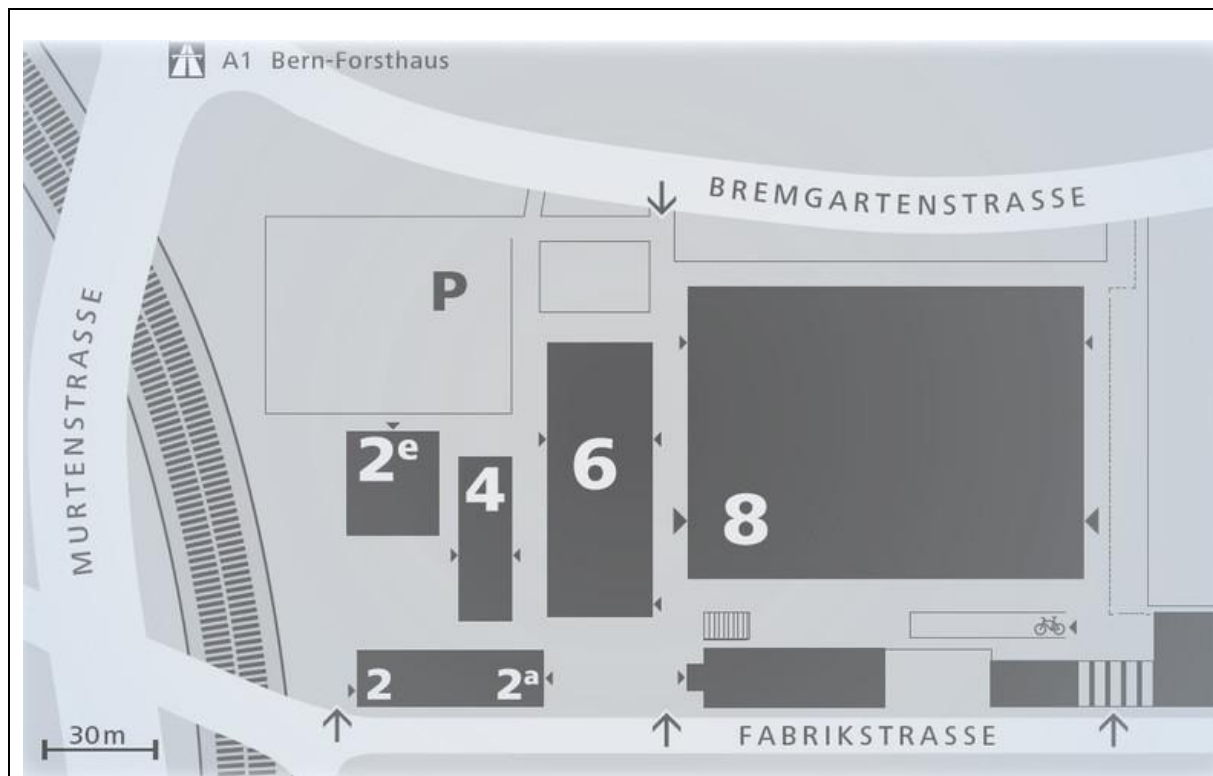 A1 Bern-Forsthaus
BREMGARTENSTRASSE
MURTENSTRASSE
P
2e
4
6
8
2
2a
30m
FABRIKSTRASSE